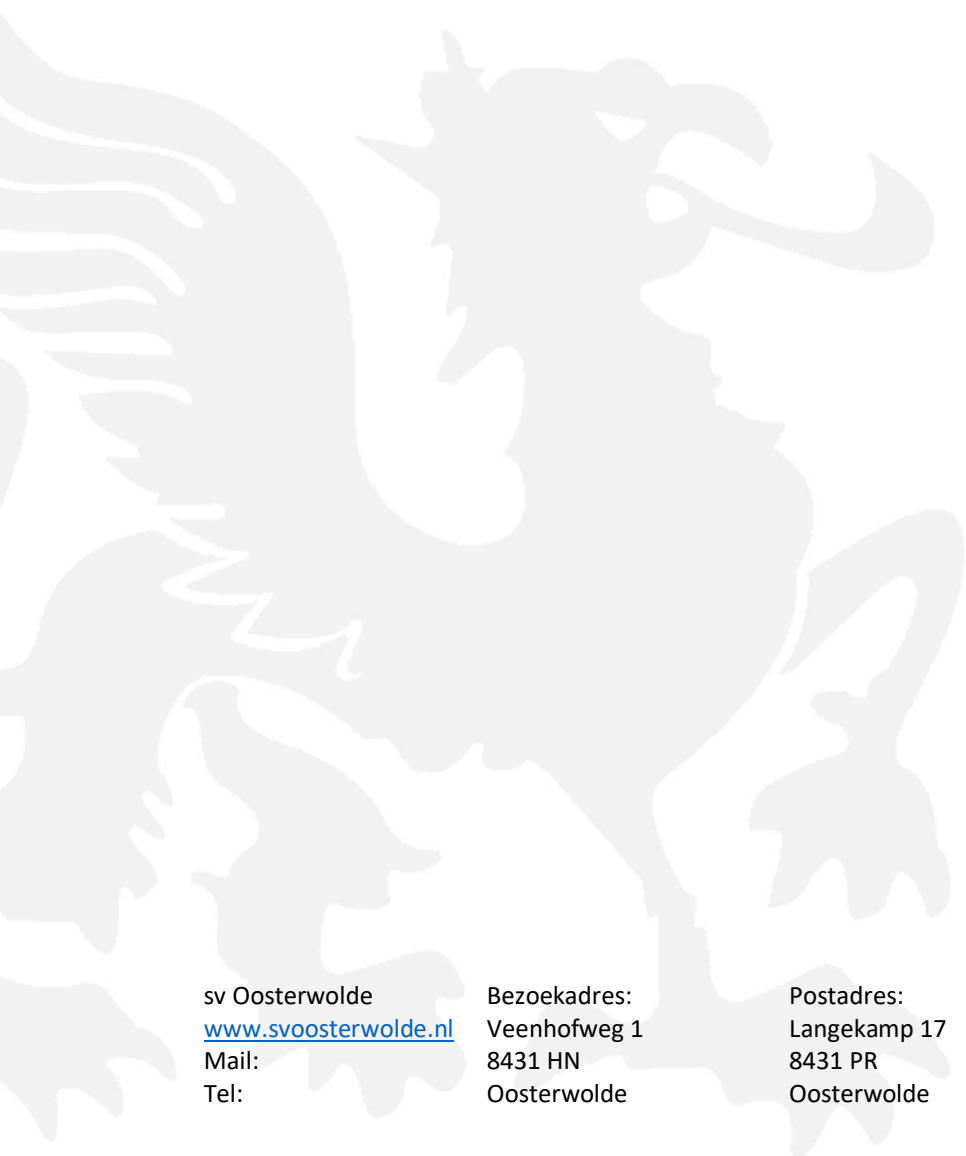 sv Oosterwolde
www.svoosterwolde.nl
Mail:
Tel:
Bezoekadres:
Veenhofweg 1
8431 HN
Oosterwolde
Postadres:
Langekamp 17
8431 PR
Oosterwolde